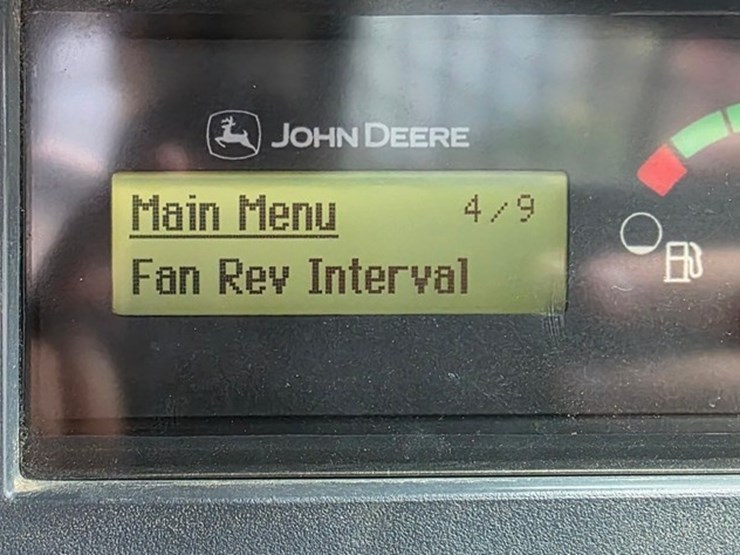 JOHN DEERE
Main Menu 4/9
Fan Rev Interval